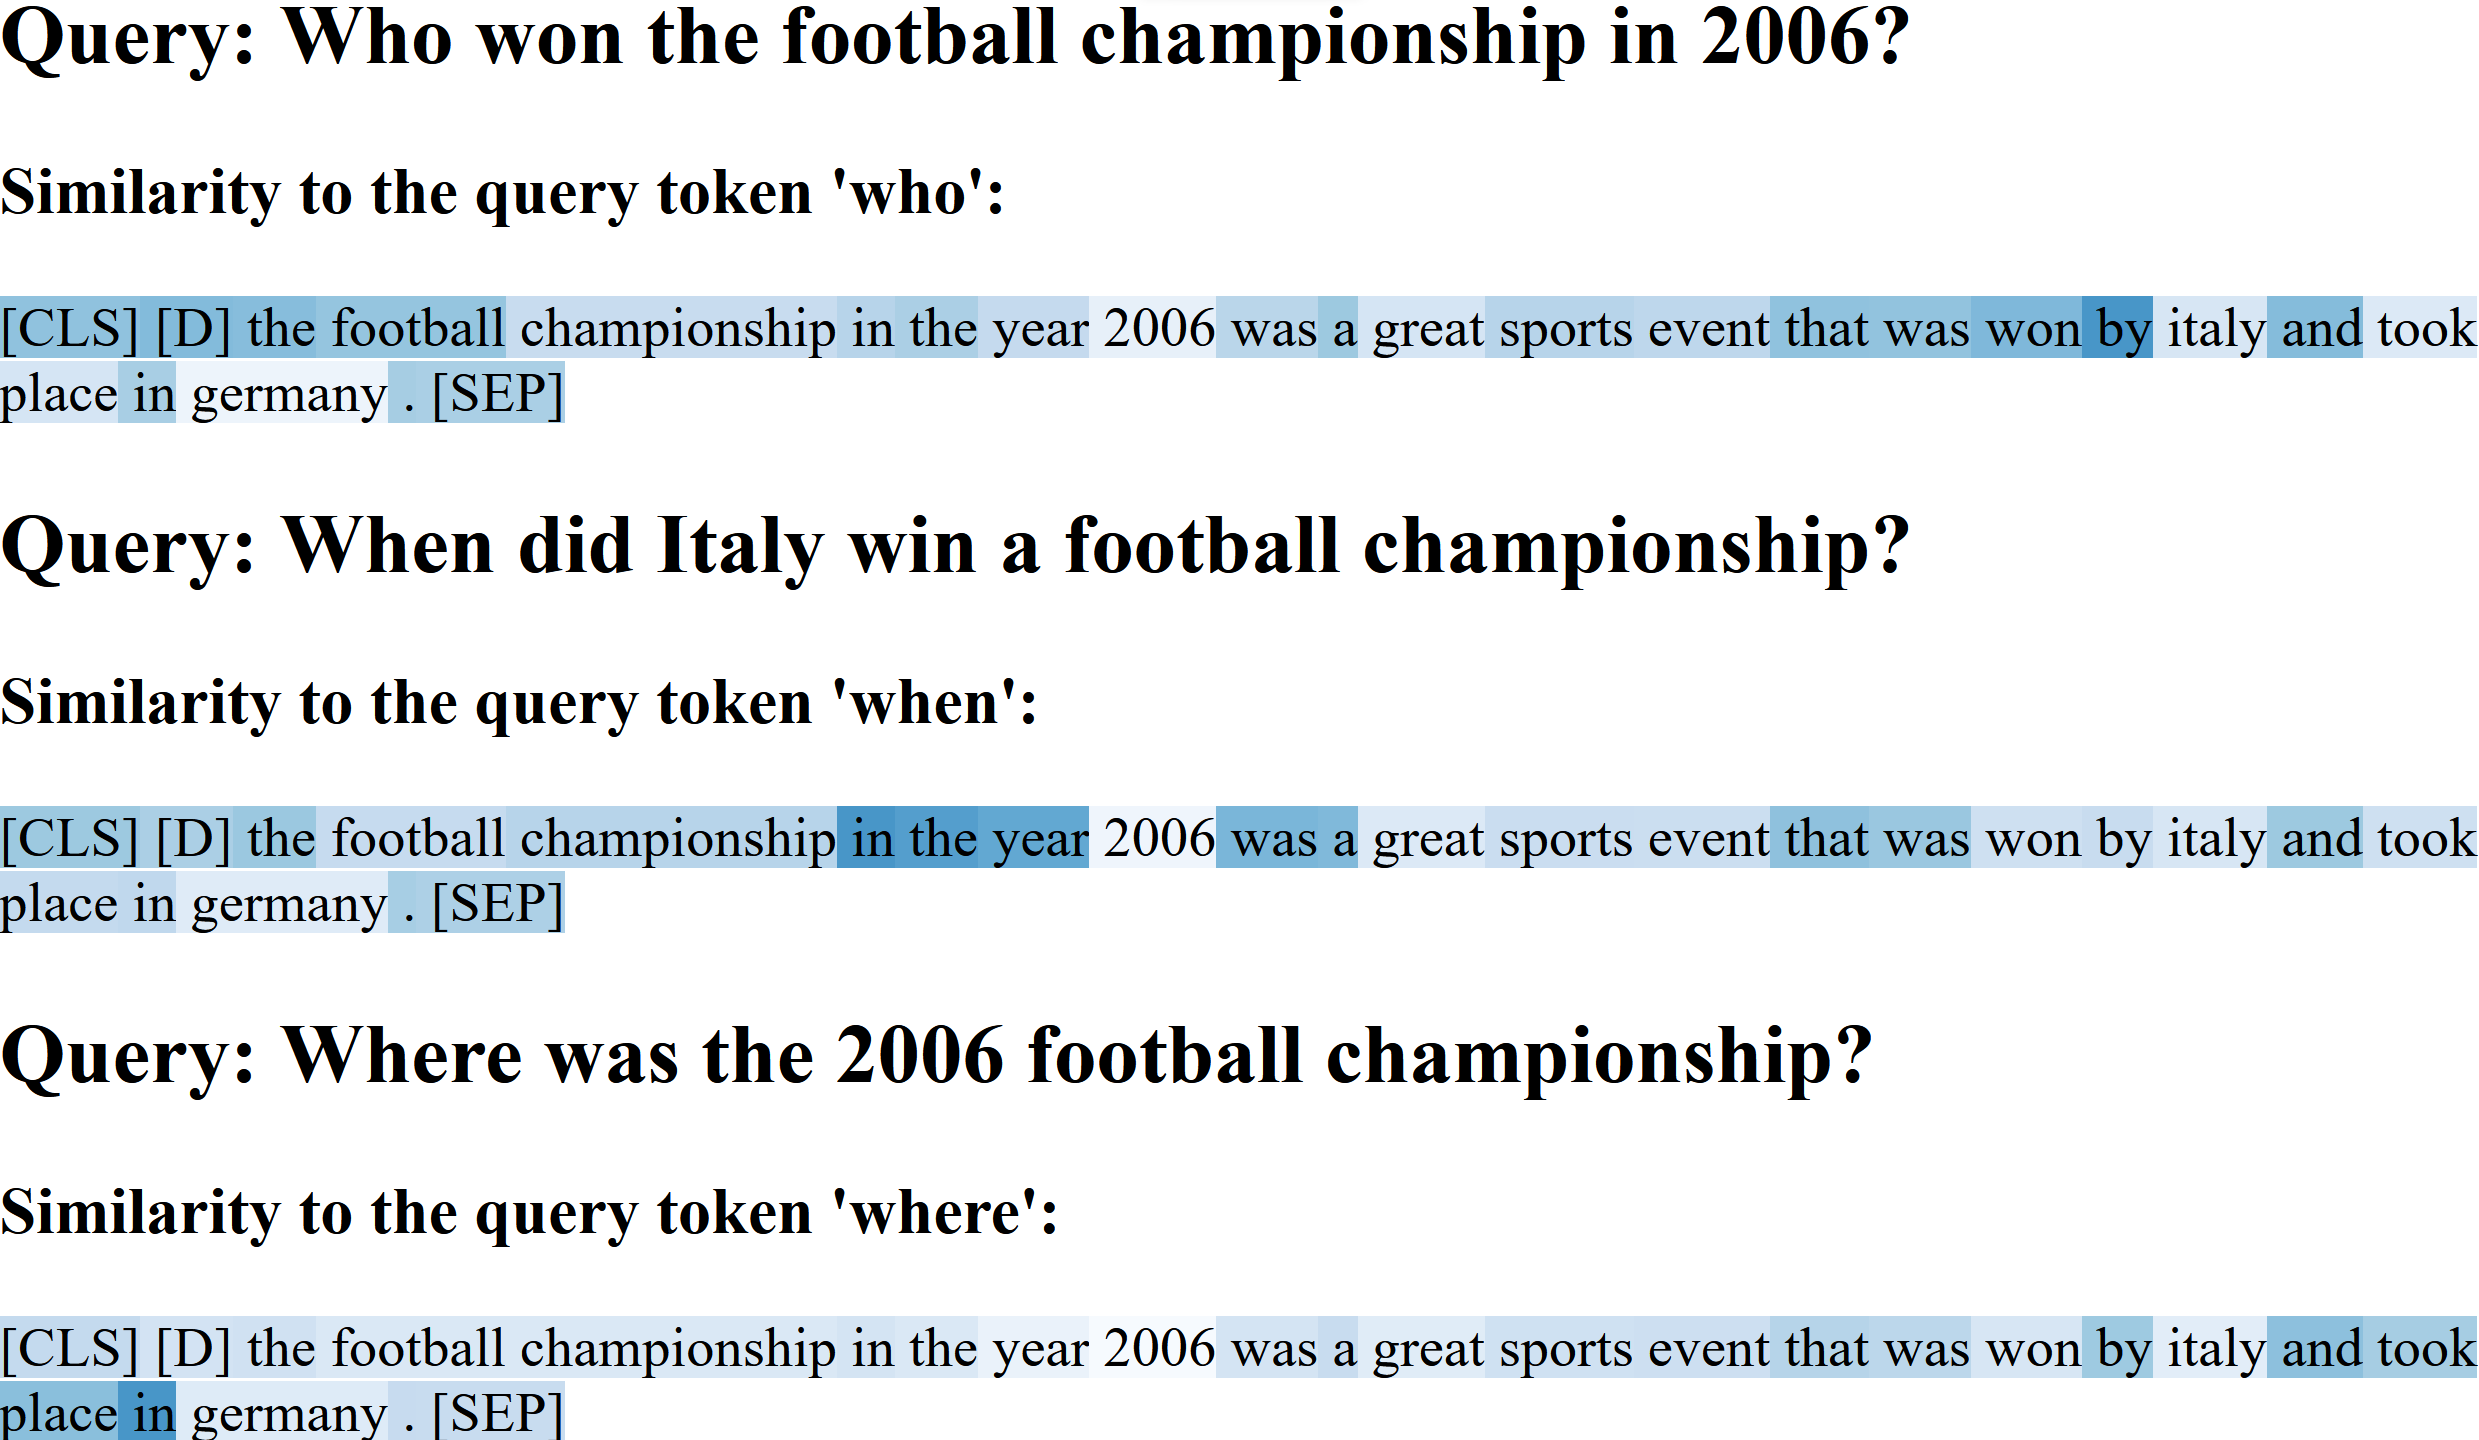 Query: Who won the football championship in 2006?
Similarity to the query token 'who':
[CLS] [D] the football championship in the year 2006 was a great sports event that was won by italy and took
place in germany . [SEP]
Query: When did Italy win a football championship?
Similarity to the query token 'when':
[CLS] [D] the football championship in the year 2006 was a great sports event that was won by italy and took
place in germany . [SEP]
Query: Where was the 2006 football championship?
Similarity to the query token 'where':
[CLS] [D] the football championship in the year 2006 was a great sports event that was won by italy and took
place in germany . [SEP]